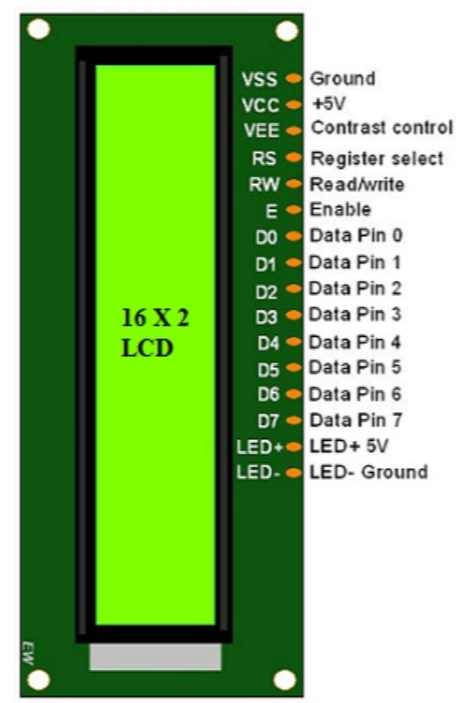 VSS Ground
VCC +5V
VEE Contrast control
RS Register select
RW Read/write
E Enable
D0 Data Pin 0
D1 Data Pin 1
D2 Data Pin 2
D3 Data Pin 3
D4 Data Pin 4
D5 Data Pin 5
D6 Data Pin 6
D7 Data Pin 7
LED+ LED+ 5V
LED- LED- Ground
16 X 2
LCD
EW